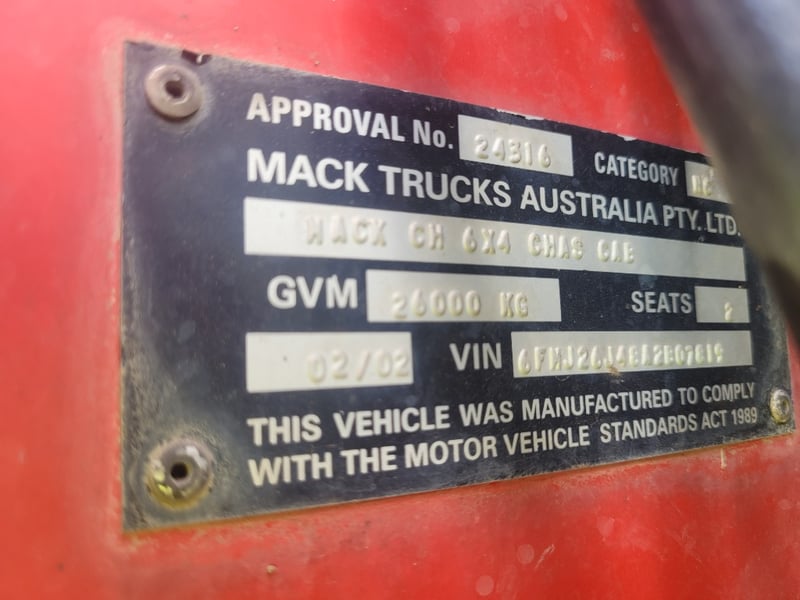 APPROVAL No. 24316 CATEGORY
MACK TRUCKS AUSTRALIA PTY. LTD.
MACK CH 6X4 CHAS CAB
GVM 26000 KG SEATS 2
02/02 VIN
THIS VEHICLE WAS MANUFACTURED TO COMPLY
WITH THE MOTOR VEHICLE STANDARDS ACT 1989